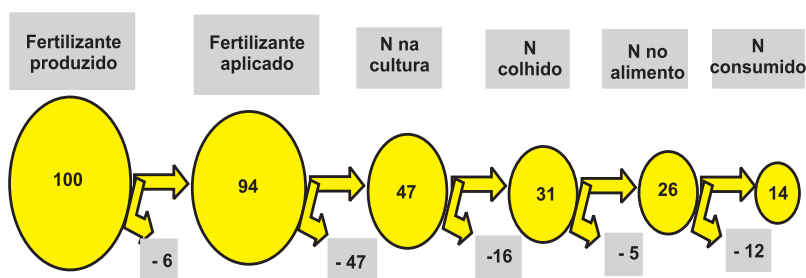 Fertilizante
produzido
Fertilizante
aplicado
N na
cultura
N
colhido
N no
alimento
N
consumido
100
94
47
31
26
14
- 6
- 47
-16
- 5
- 12